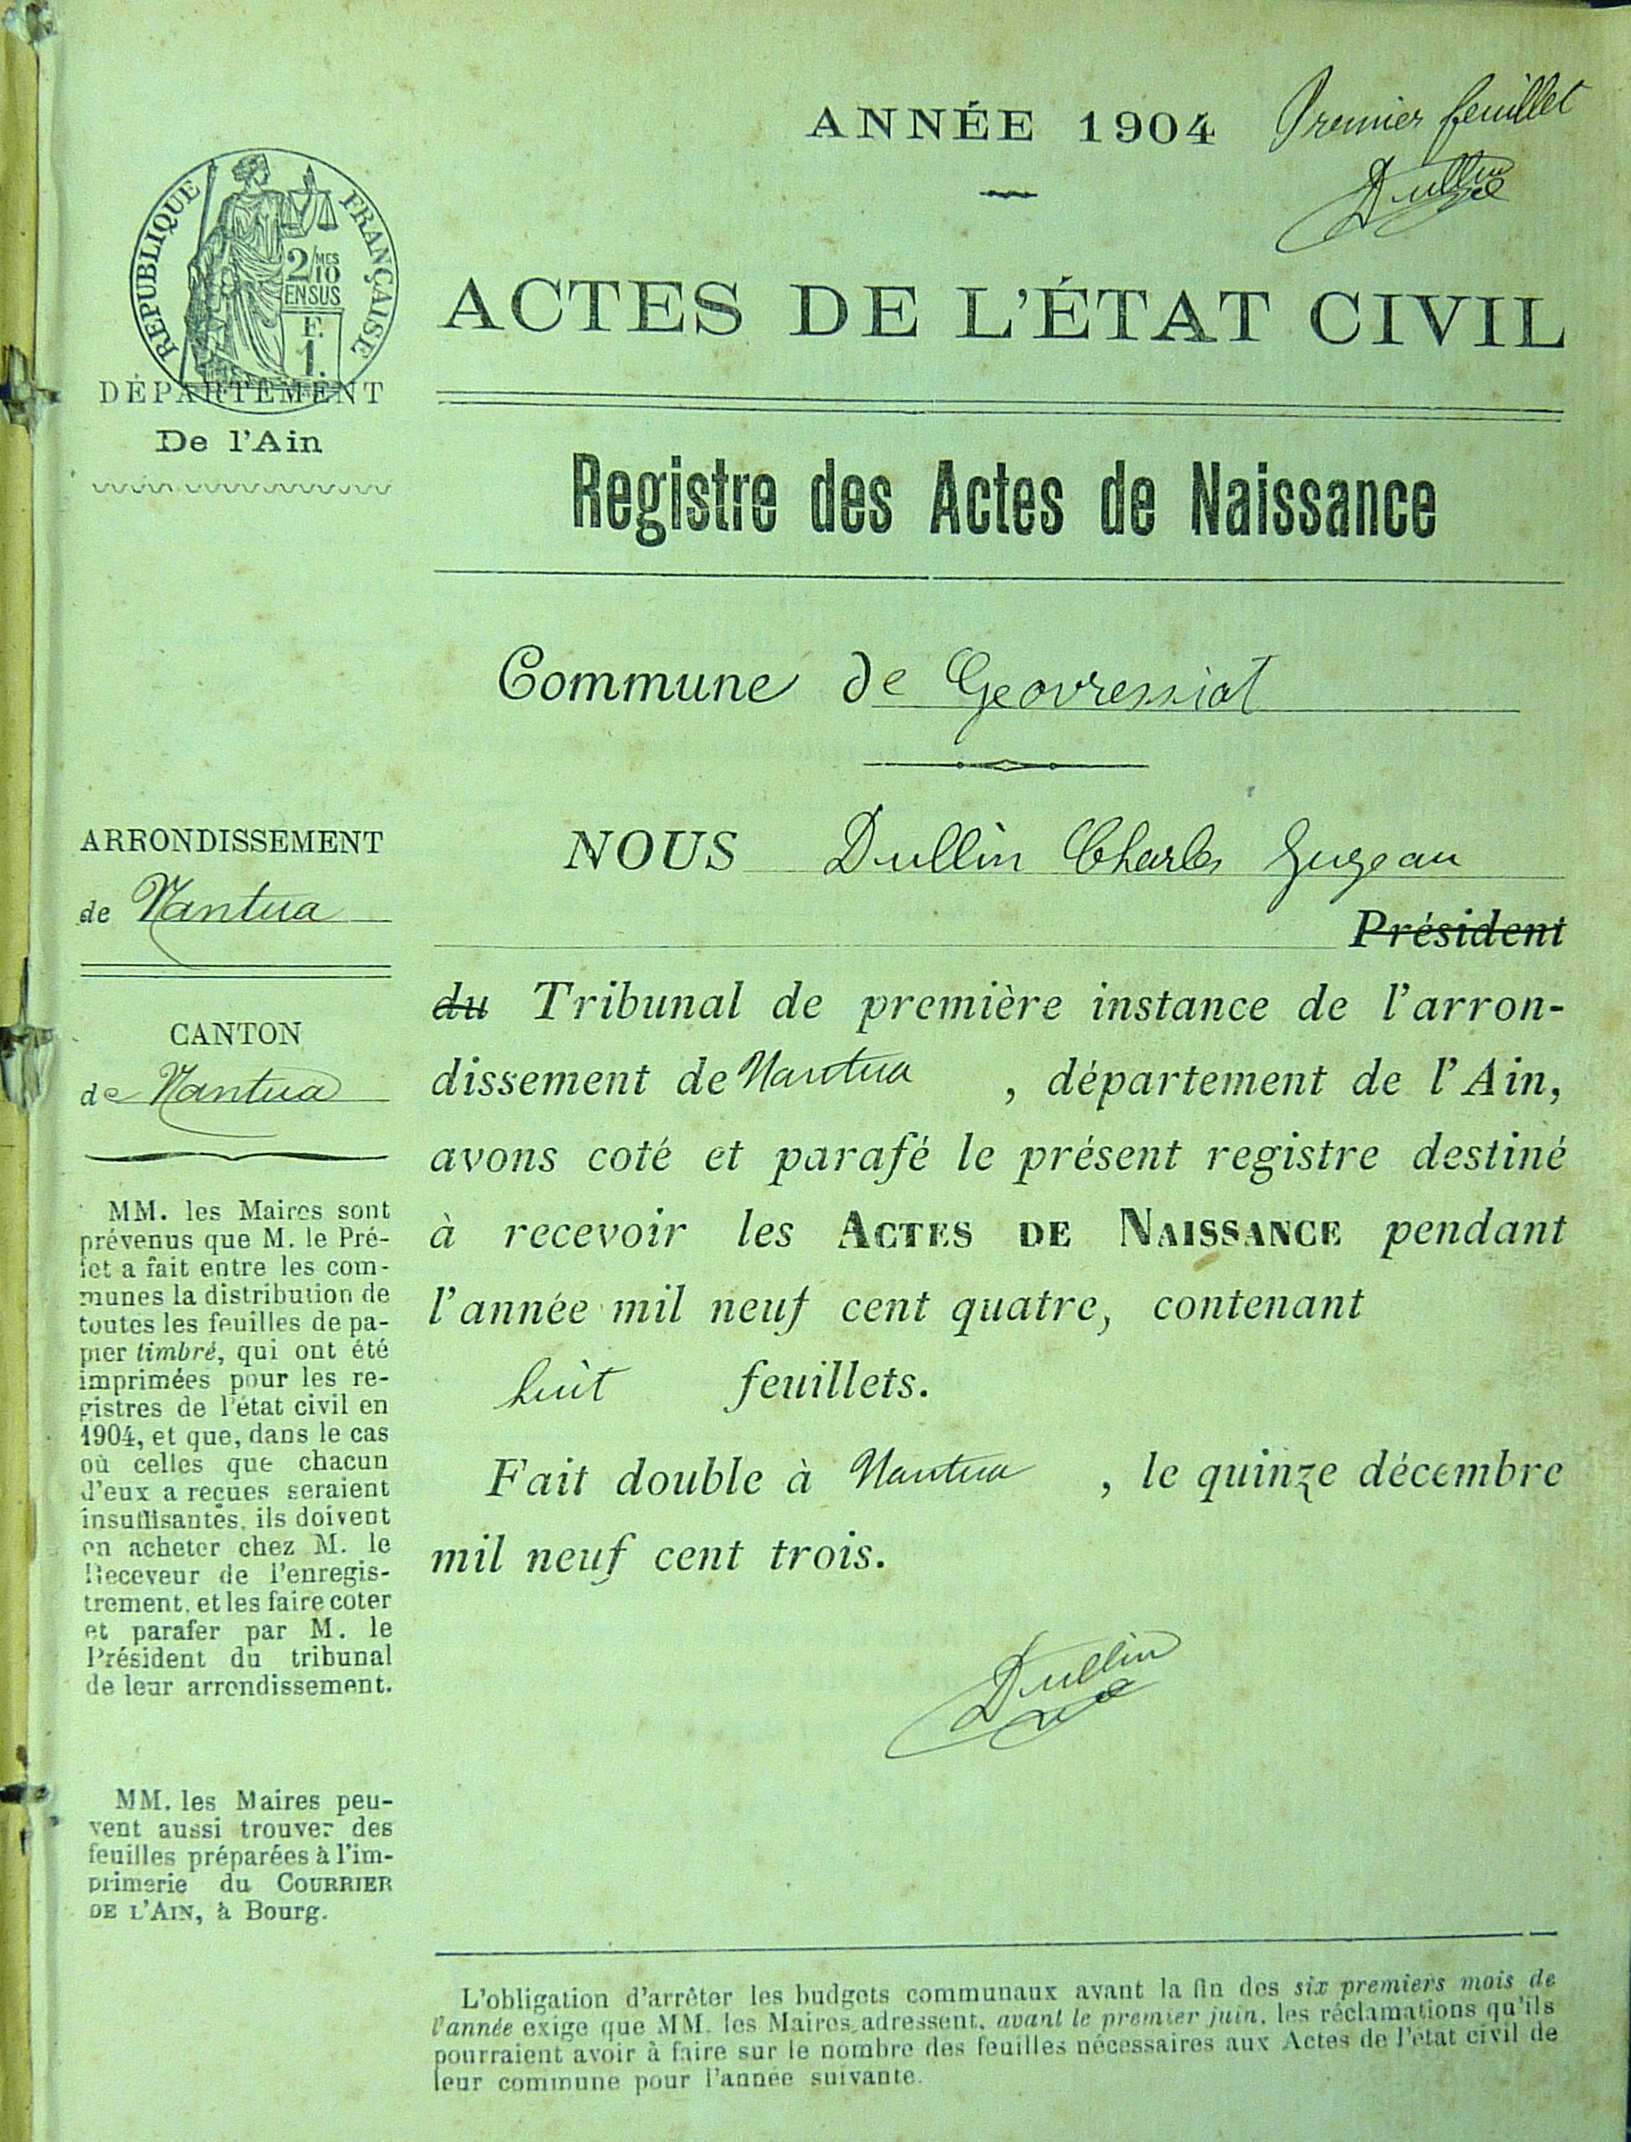 ANNÉE 1904
Premier feuillet
Dullin
RÉPUBLIQUE FRANÇAISE
2/MES
10
EN SUS
F.
1.
ACTES DE L'ÉTAT CIVIL
DÉPARTEMENT
De l'Ain
Registre des Actes de Naissance
Commune de Geovressiat
ARRONDISSEMENT
de Nantua
CANTON
de Nantua
MM. les Maires sont
prévenus que M. le Pré-
fet a fait entre les com-
munes la distribution de
toutes les feuilles de pa-
pier timbré, qui ont été
imprimées pour les re-
gistres de l'état civil en
1904, et que, dans le cas
où celles que chacun
d'eux a reçues seraient
insuffisantes, ils doivent
en acheter chez M. le
Receveur de l'enregis-
trement, et les faire coter
et parafer par M. le
Président du tribunal
de leur arrondissement.
MM. les Maires peu-
vent aussi trouver des
feuilles préparées à l'im-
primerie du COURRIER
DE L'AIN, à Bourg.
NOUS Dullin Charles
Président
du Tribunal de première instance de l'arron-
dissement de Nantua, département de l'Ain,
avons coté et parafé le présent registre destiné
à recevoir les ACTES DE NAISSANCE pendant
l'année mil neuf cent quatre, contenant
huit feuillets.
Fait double à Nantua, le quinze décembre
mil neuf cent trois.
Dullin
L'obligation d'arrêter les budgets communaux avant la fin des six premiers mois de
l'année exige que MM. les Maires adressent, avant le premier juin, les réclamations qu'ils
pourraient avoir à faire sur le nombre des feuilles nécessaires aux Actes de l'état civil de
leur commune pour l'année suivante.